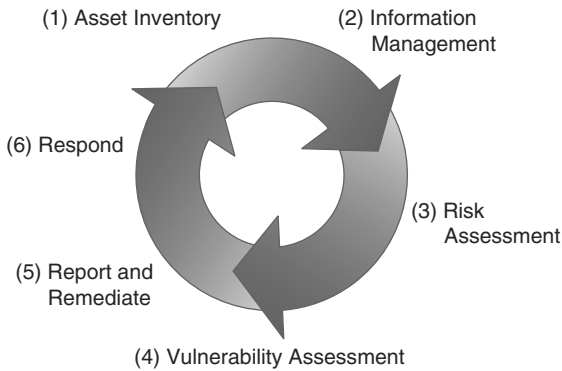 (1) Asset Inventory
(2) Information
Management
(3) Risk
Assessment
(4) Vulnerability Assessment
(5) Report and
Remediate
(6) Respond